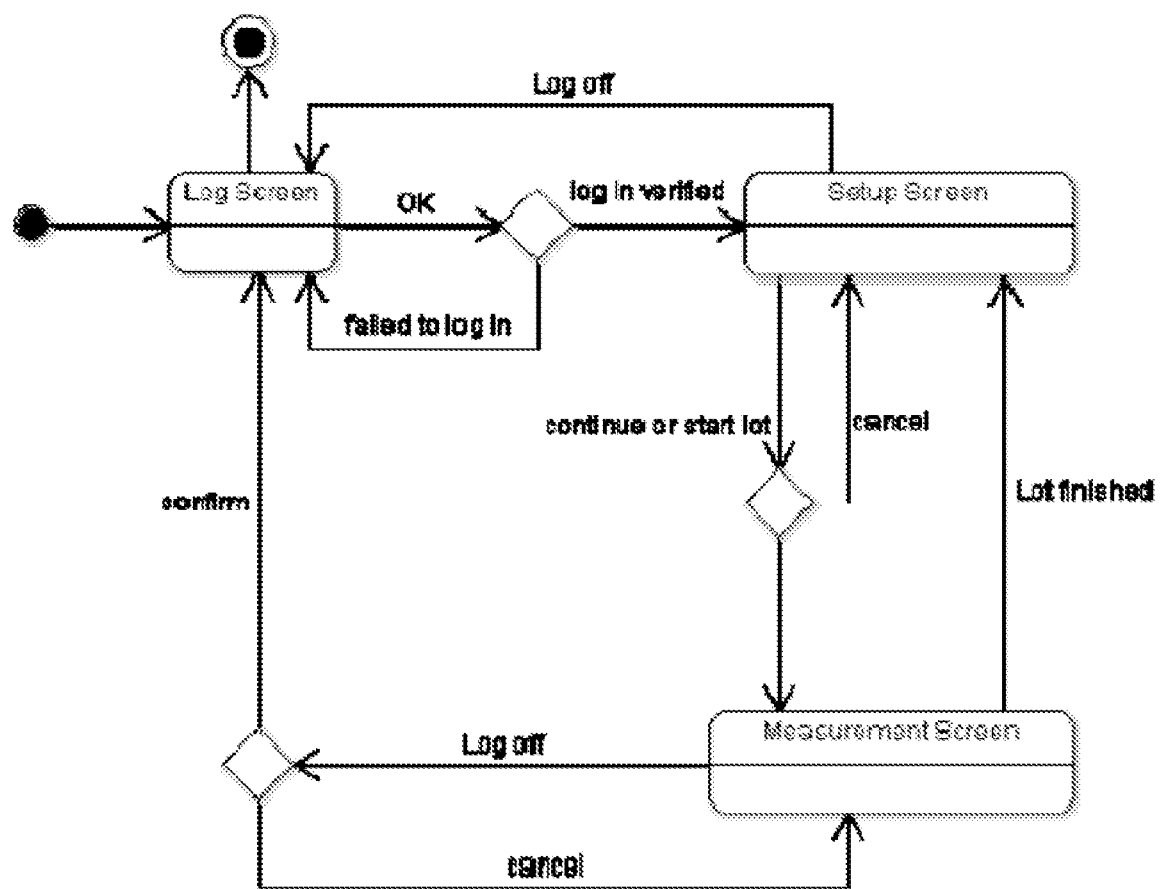 Log off
Log Screen
OK
log in verified
Setup Screen
failed to log in
continue or start lot
cancel
confirm
Lot finished
Log off
Measurement Screen
cancel